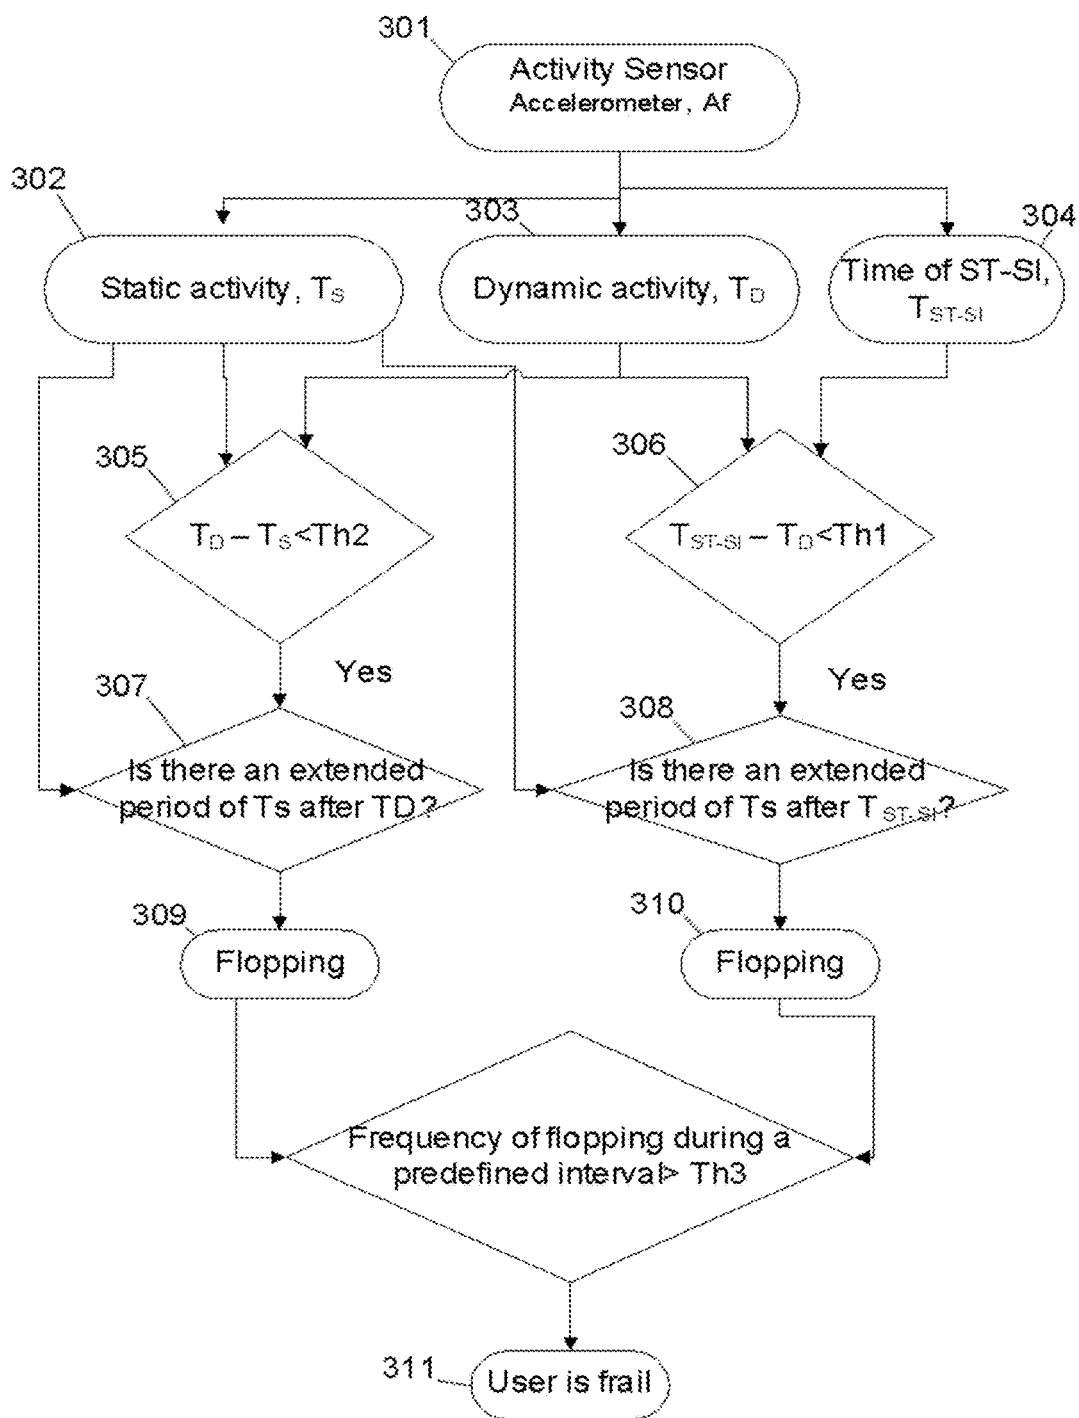 301
Activity Sensor
Accelerometer, Af
302
303
304
Static activity, TS
Dynamic activity, TD
Time of ST-SI,
TST-SI
305
306
TD – TS<Th2
TST-SI – TD<Th1
Yes
Yes
307
308
Is there an extended
period of Ts after TD?
Is there an extended
period of Ts after TST-SI?
309
310
Flopping
Flopping
Frequency of flopping during a
predefined interval> Th3
311
User is frail